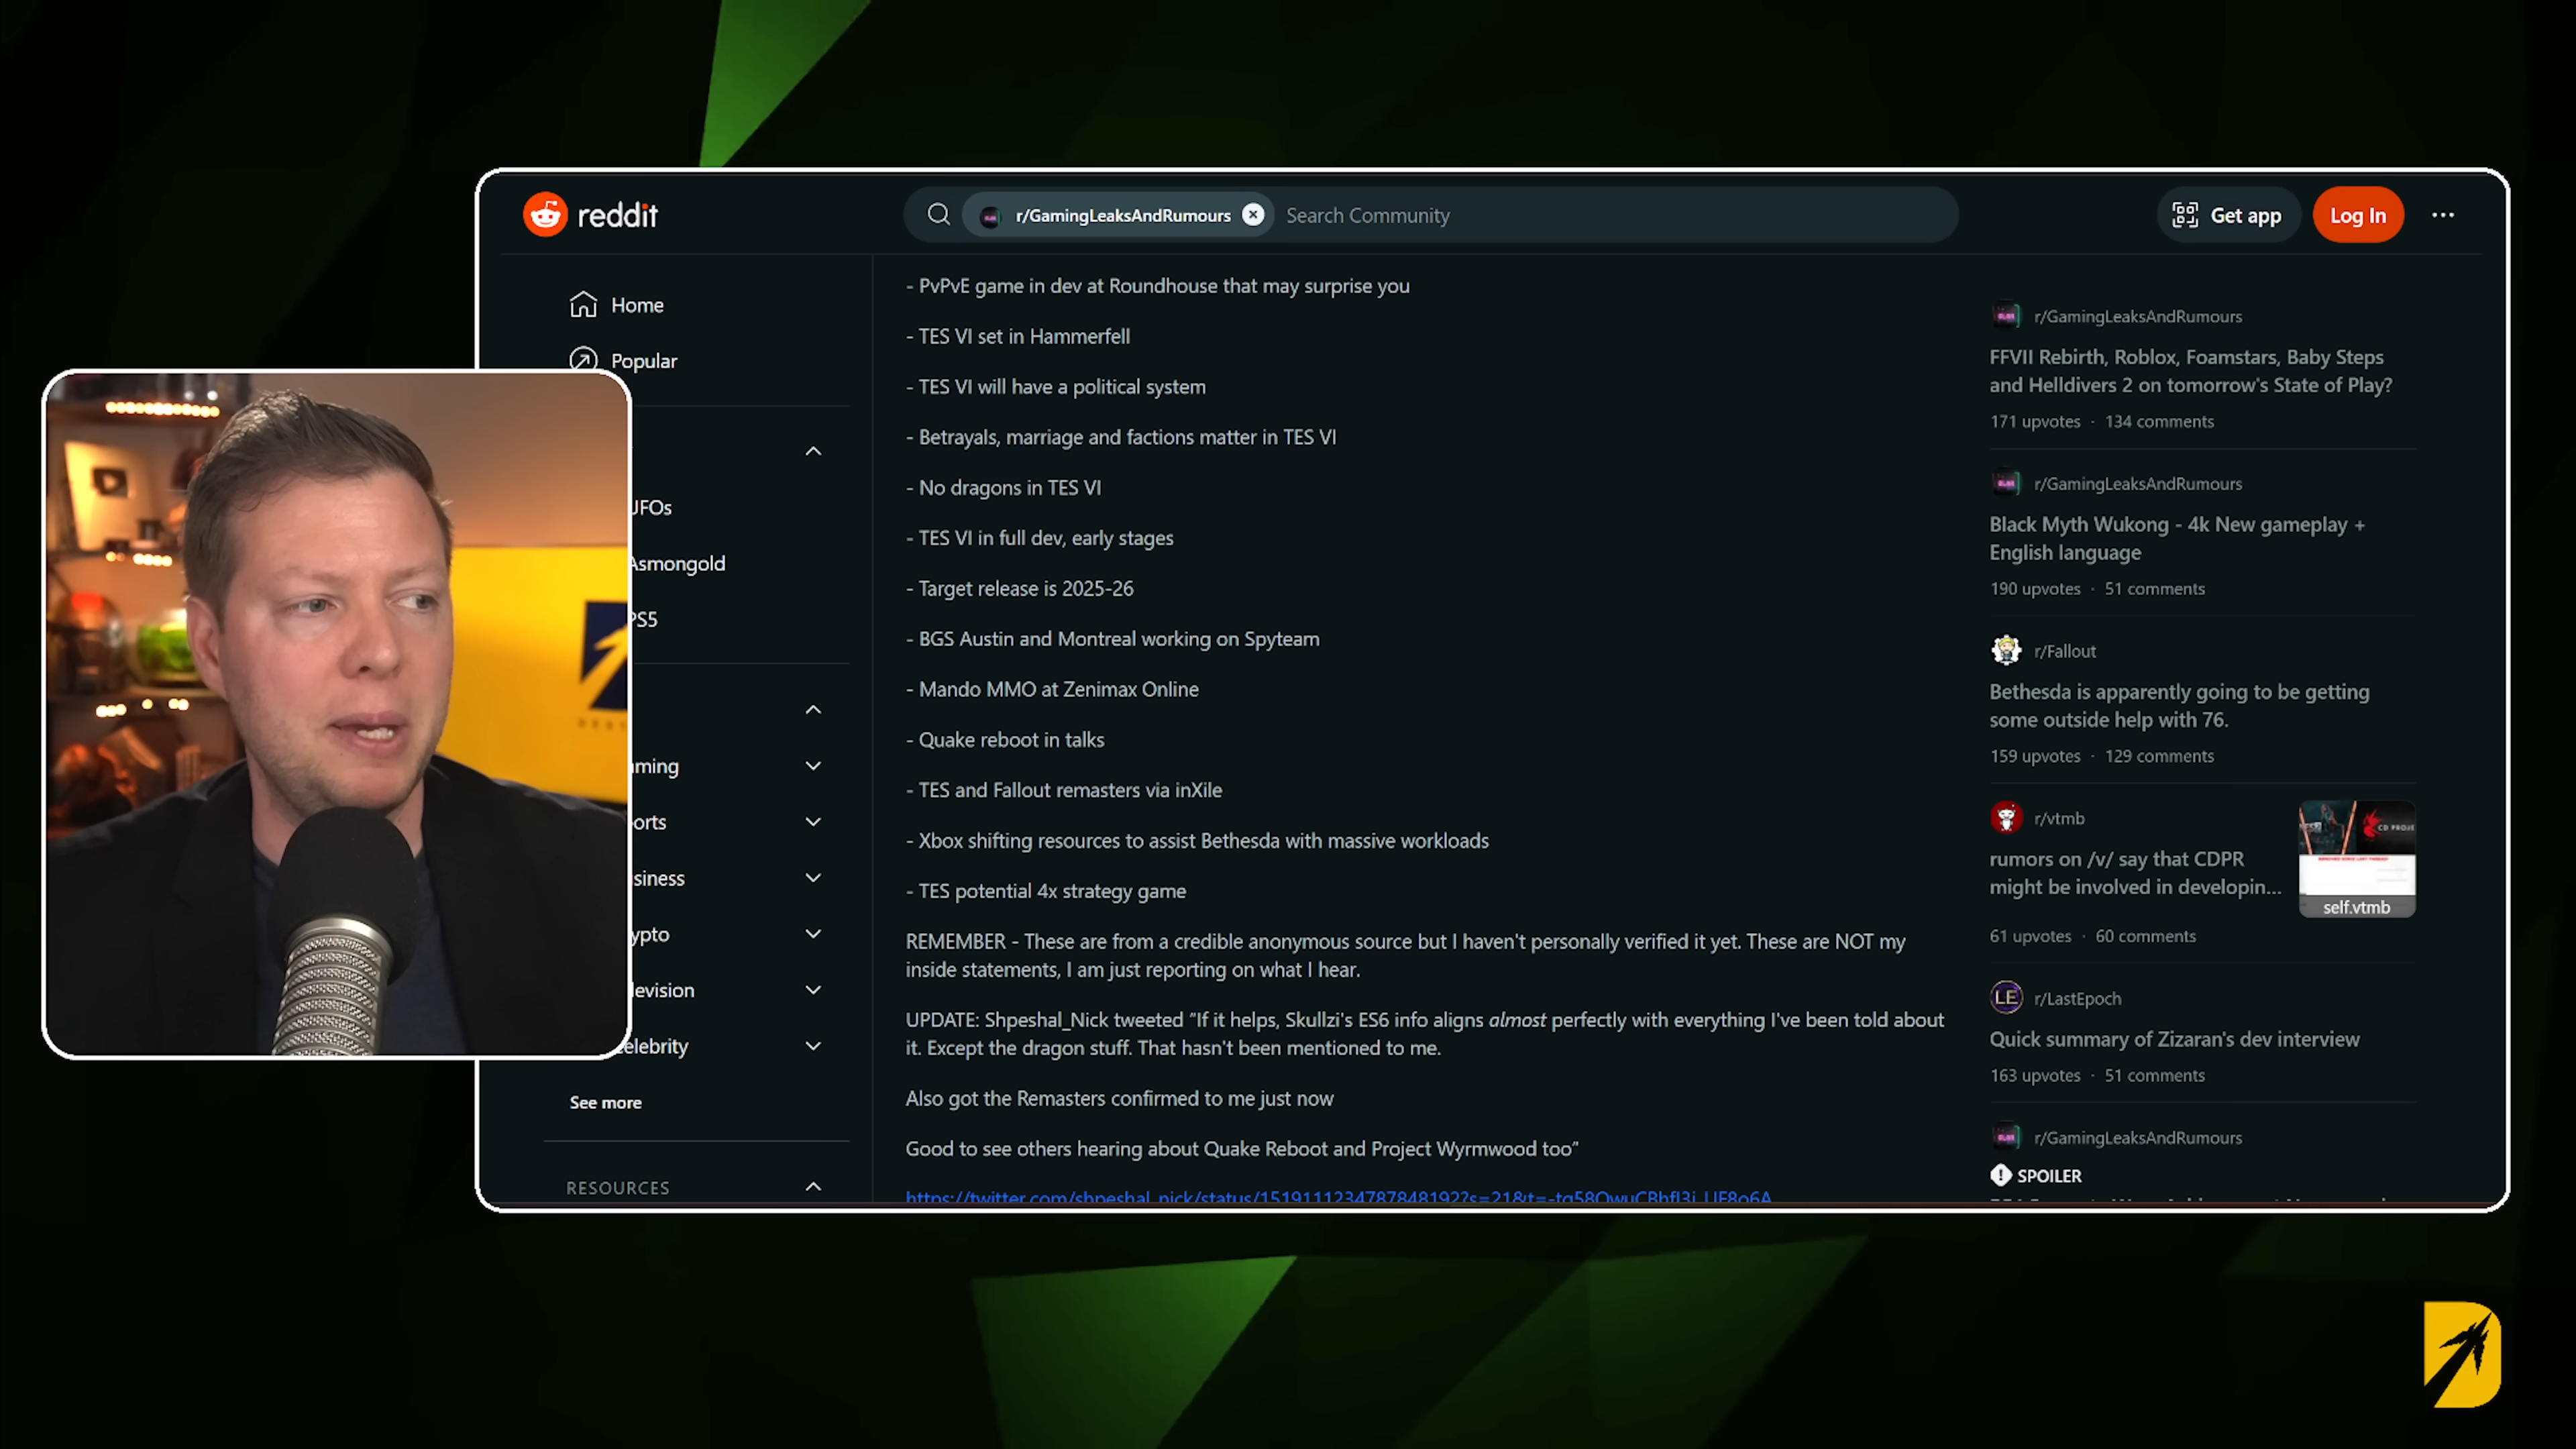 reddit
r/GamingLeaksAndRumours
Search Community
Get app
Log In
Home
Popular
Asmongold
See more
RESOURCES
- PvPvE game in dev at Roundhouse that may surprise you
- TES VI set in Hammerfell
- TES VI will have a political system
- Betrayals, marriage and factions matter in TES VI
- No dragons in TES VI
- TES VI in full dev, early stages
- Target release is 2025-26
- BGS Austin and Montreal working on Spyteam
- Mando MMO at Zenimax Online
- Quake reboot in talks
- TES and Fallout remasters via inXile
- Xbox shifting resources to assist Bethesda with massive workloads
- TES potential 4x strategy game
REMEMBER - These are from a credible anonymous source but I haven't personally verified it yet. These are NOT my
inside statements, I am just reporting on what I hear.
UPDATE: Shpeshal_Nick tweeted "If it helps, Skullzi's ES6 info aligns almost perfectly with everything I've been told about
it. Except the dragon stuff. That hasn't been mentioned to me.
Also got the Remasters confirmed to me just now
Good to see others hearing about Quake Reboot and Project Wyrmwood too"
r/GamingLeaksAndRumours
FFVII Rebirth, Roblox, Foamstars, Baby Steps
and Helldivers 2 on tomorrow's State of Play?
171 upvotes · 134 comments
r/GamingLeaksAndRumours
Black Myth Wukong - 4k New gameplay +
English language
190 upvotes · 51 comments
r/Fallout
Bethesda is apparently going to be getting
some outside help with 76.
159 upvotes · 129 comments
r/vtmb
rumors on /v/ say that CDPR
might be involved in developin...
self.vtmb
61 upvotes · 60 comments
LE r/LastEpoch
Quick summary of Zizaran's dev interview
163 upvotes · 51 comments
r/GamingLeaksAndRumours
SPOILER